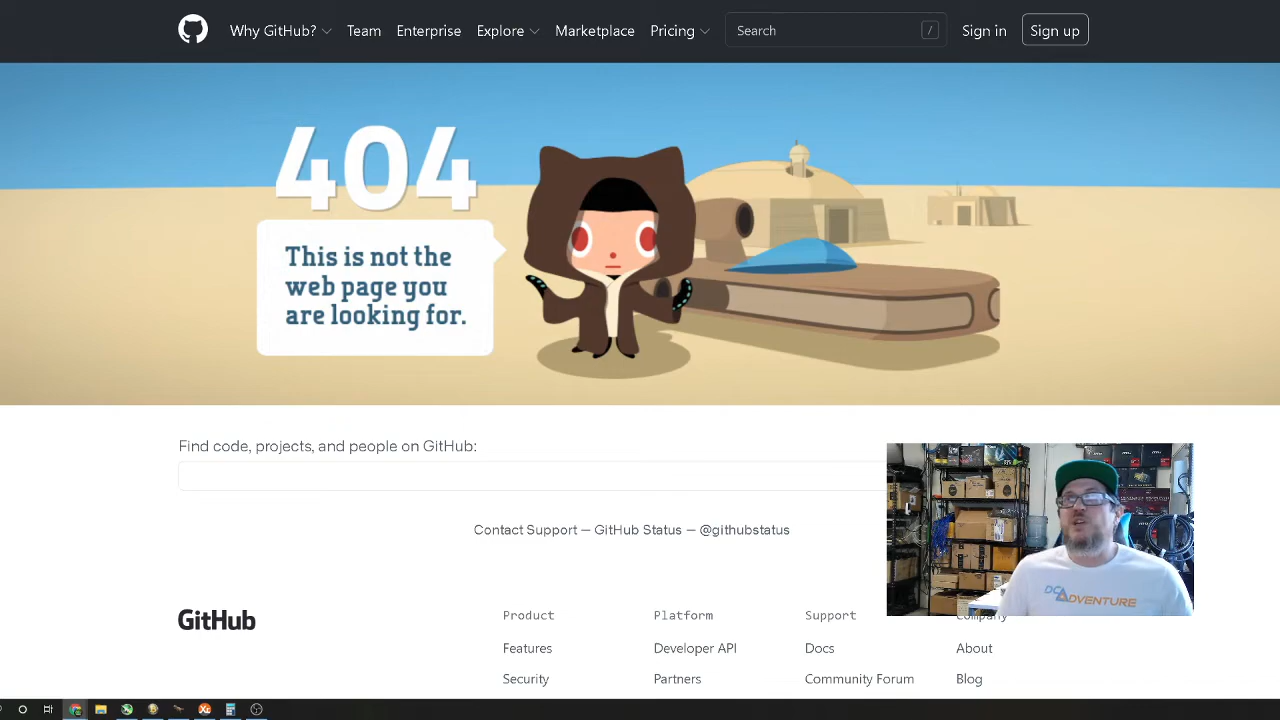 Why GitHub? Team Enterprise Explore Marketplace Pricing Search / Sign in Sign up
404
This is not the
web page you
are looking for.
Find code, projects, and people on GitHub:
Contact Support — GitHub Status — @githubstatus
DCADVENTURE
GitHub
Product Platform Support Company
Features Developer API Docs About
Security Partners Community Forum Blog